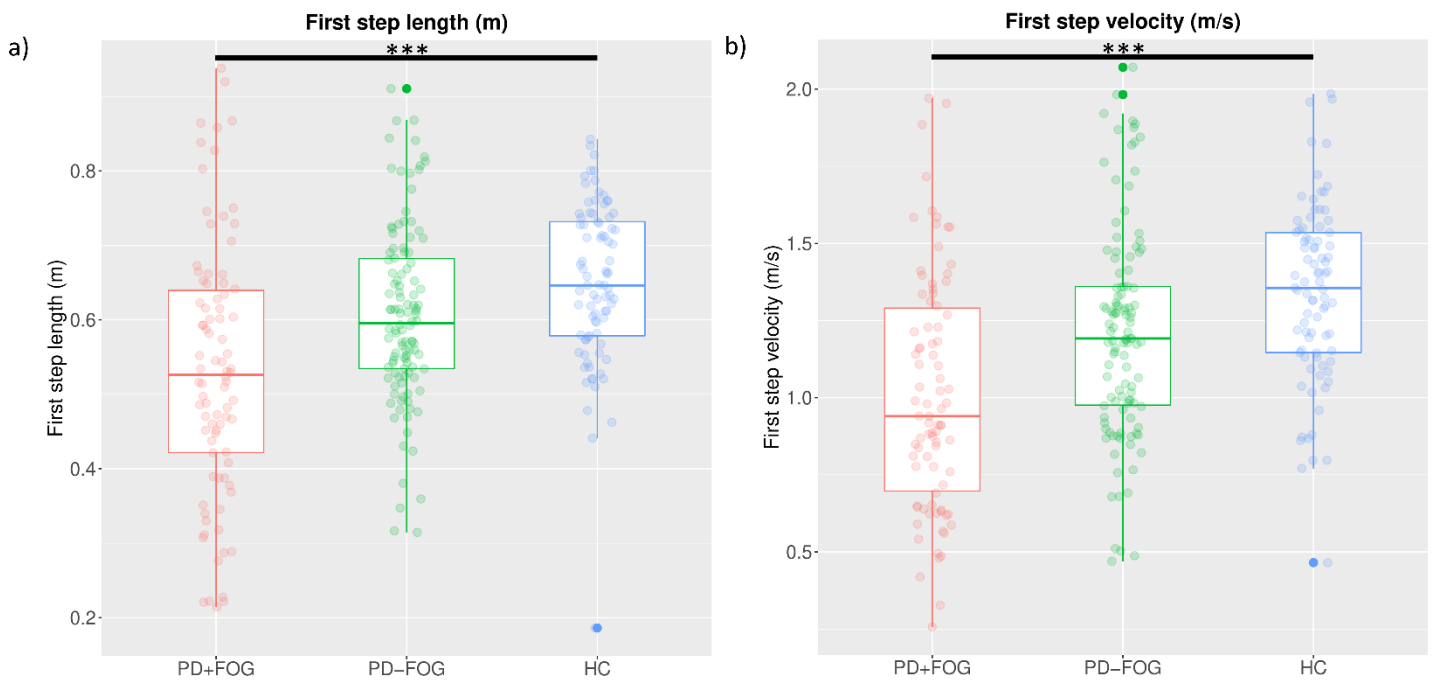 a)
First step length (m)
***
First step length (m)
0.8
0.6
0.4
0.2
PD+FOG
PD−FOG
HC
b)
First step velocity (m/s)
***
First step velocity (m/s)
2.0
1.5
1.0
0.5
PD+FOG
PD−FOG
HC